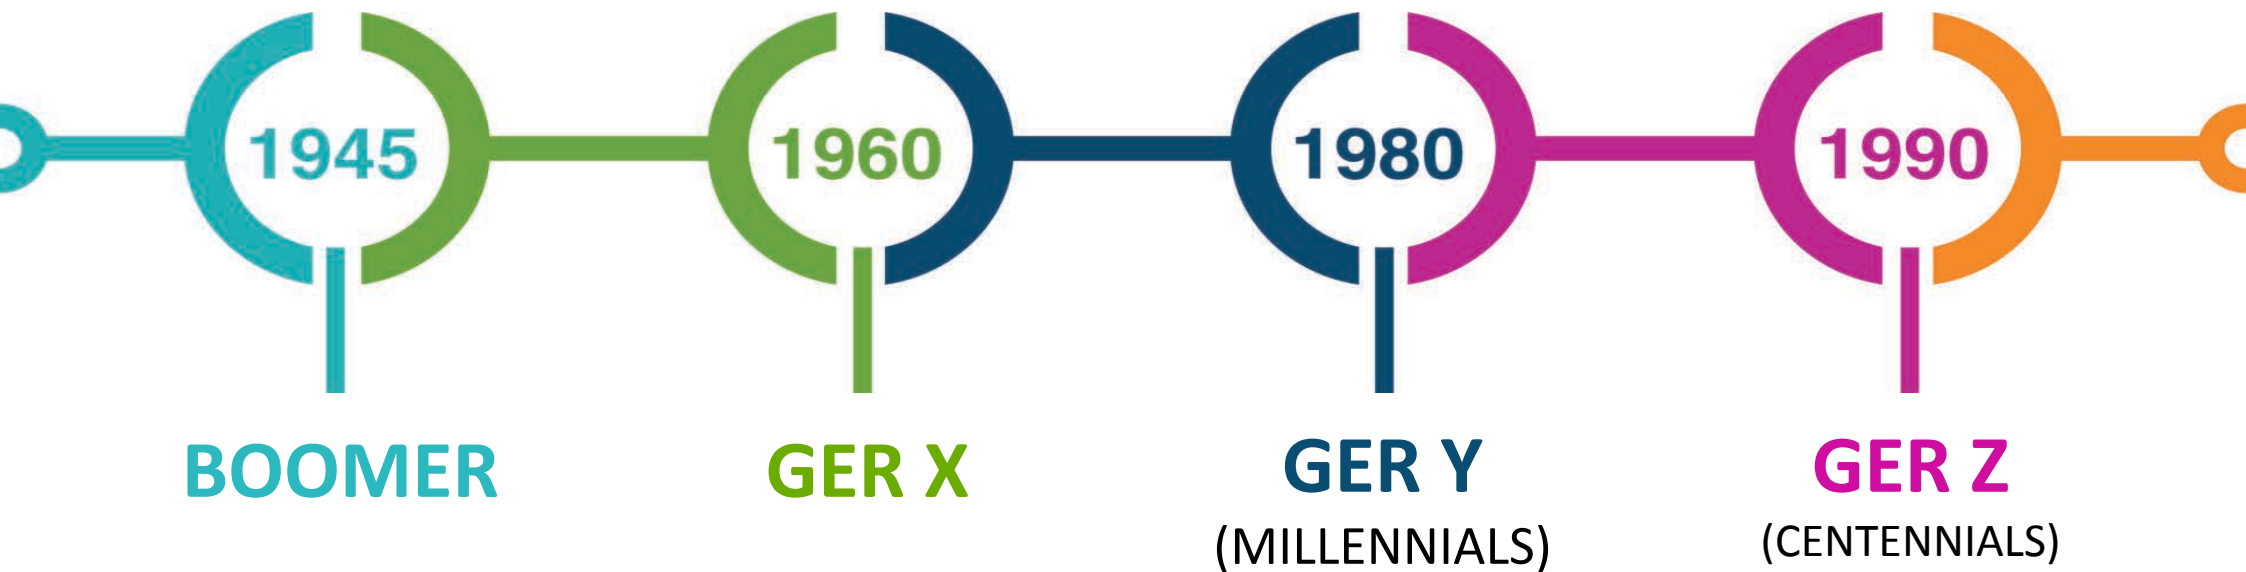 1945
1960
1980
1990
BOOMER
GER X
GER Y
(MILLENNIALS)
GER Z
(CENTENNIALS)